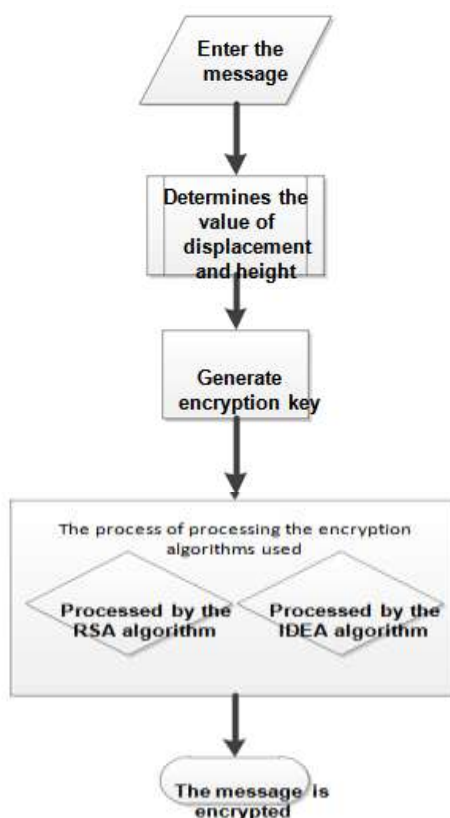 Enter the
message
Determines the
value of
displacement
and height
Generate
encryption key
The process of processing the encryption
algorithms used
Processed by the
RSA algorithm
Processed by the
IDEA algorithm
The message is
encrypted